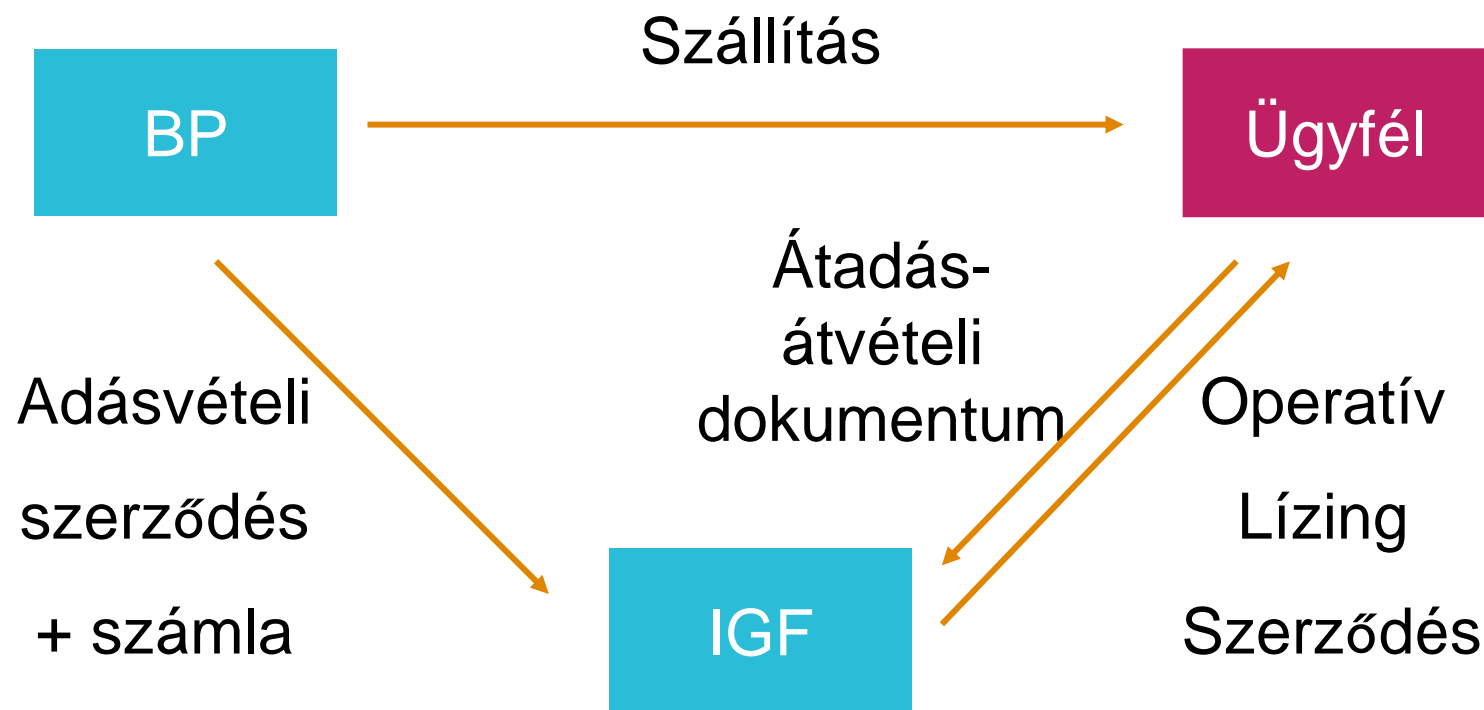 Szállítás
BP
Ügyfél
Átadás-
átvételi
dokumentum
Adásvételi
szerződés
+ számla
Operatív
Lízing
Szerződés
IGF